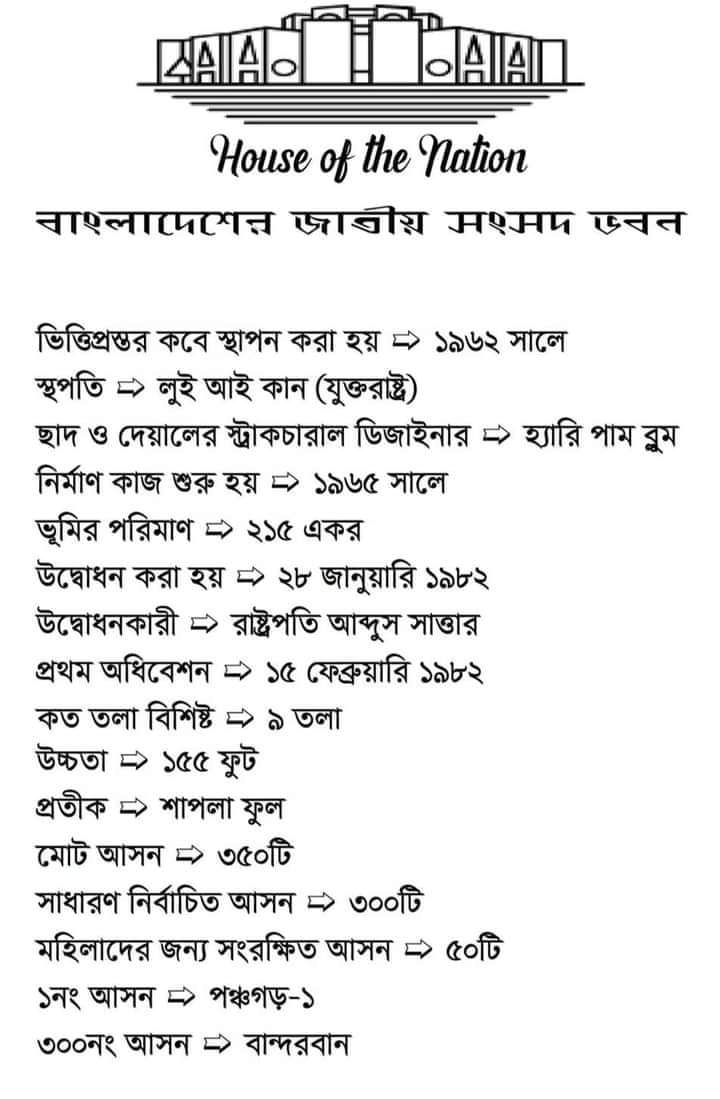 House of the Nation
বাংলাদেশের জাতীয় সংসদ ভবন
ভিত্তিপ্রস্তর কবে স্থাপন করা হয় ⇨ ১৯৬২ সালে
স্থপতি ⇨ লুই আই কান (যুক্তরাষ্ট্র)
ছাদ ও দেয়ালের স্ট্রাকচারাল ডিজাইনার ⇨ হ্যারি পাম ব্লুম
নির্মাণ কাজ শুরু হয় ⇨ ১৯৬৫ সালে
ভূমির পরিমাণ ⇨ ২১৫ একর
উদ্বোধন করা হয় ⇨ ২৮ জানুয়ারি ১৯৮২
উদ্বোধনকারী ⇨ রাষ্ট্রপতি আব্দুস সাত্তার
প্রথম অধিবেশন ⇨ ১৫ ফেব্রুয়ারি ১৯৮২
কত তলা বিশিষ্ট ⇨ ৯ তলা
উচ্চতা ⇨ ১৫৫ ফুট
প্রতীক ⇨ শাপলা ফুল
মোট আসন ⇨ ৩৫০টি
সাধারণ নির্বাচিত আসন ⇨ ৩০০টি
মহিলাদের জন্য সংরক্ষিত আসন ⇨ ৫০টি
১নং আসন ⇨ পঞ্চগড়-১
৩০০নং আসন ⇨ বান্দরবান